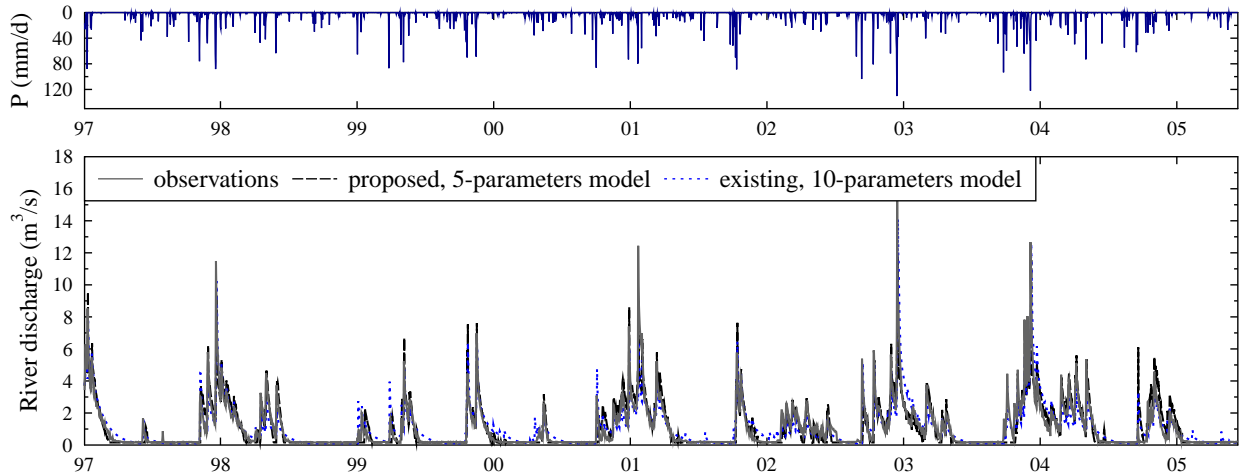 P (mm/d)
0
40
80
120
97 98 99 00 01 02 03 04 05
River discharge (m³/s)
18
16
14
12
10
8
6
4
2
0
observations proposed, 5-parameters model existing, 10-parameters model
97 98 99 00 01 02 03 04 05